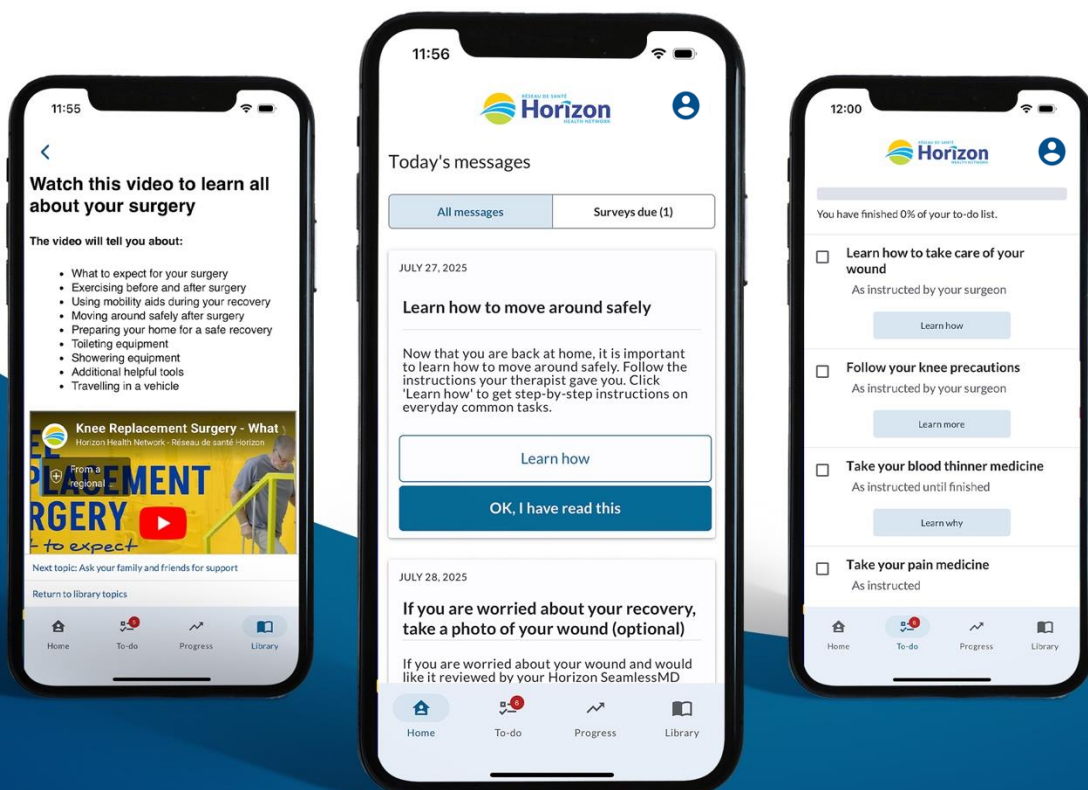 11:55
Watch this video to learn all
about your surgery
The video will tell you about:
• What to expect for your surgery
• Exercising before and after surgery
• Using mobility aids during your recovery
• Moving around safely after surgery
• Preparing your home for a safe recovery
• Toileting equipment
• Showering equipment
• Additional helpful tools
• Travelling in a vehicle
Knee Replacement Surgery - What
Horizon Health Network - Réseau de santé Horizon
From a
regional ...
PLACEMENT
RGERY
to expect
Next topic: Ask your family and friends for support
Return to library topics
Home
5
To-do
Progress
Library
11:56
RÉSEAU DE SANTÉ
Horizon
HEALTH NETWORK
Today's messages
All messages
Surveys due (1)
JULY 27, 2025
Learn how to move around safely
Now that you are back at home, it is important
to learn how to move around safely. Follow the
instructions your therapist gave you. Click
'Learn how' to get step-by-step instructions on
everyday common tasks.
Learn how
OK, I have read this
JULY 28, 2025
If you are worried about your recovery,
take a photo of your wound (optional)
If you are worried about your wound and would
like it reviewed by your Horizon SeamlessMD
Home
6
To-do
Progress
Library
12:00
RÉSEAU DE SANTÉ
Horizon
HEALTH NETWORK
You have finished 0% of your to-do list.
Learn how to take care of your
wound
As instructed by your surgeon
Learn how
Follow your knee precautions
As instructed by your surgeon
Learn more
Take your blood thinner medicine
As instructed until finished
Learn why
Take your pain medicine
As instructed
Home
6
To-do
Progress
Library